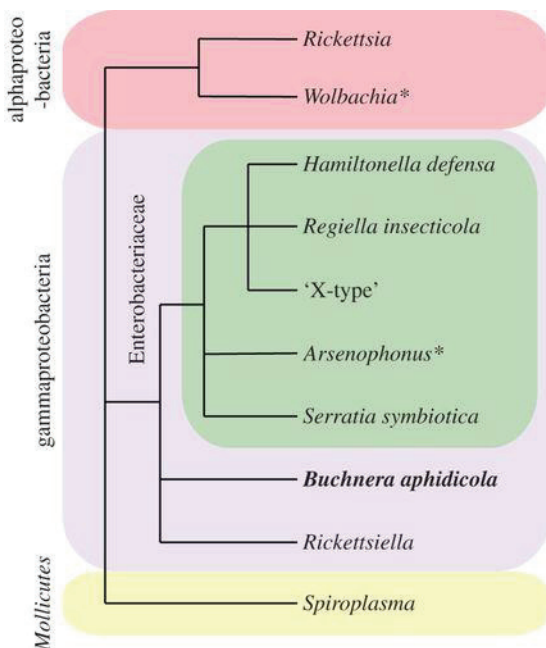 alphaproteo
-bacteria
Rickettsia
Wolbachia*
gammaproteobacteria
Enterobacteriaceae
Hamiltonella defensa
Regiella insecticola
‘X-type’
Arsenophonus*
Serratia symbiotica
Buchnera aphidicola
Rickettsiella
Mollicutes
Spiroplasma